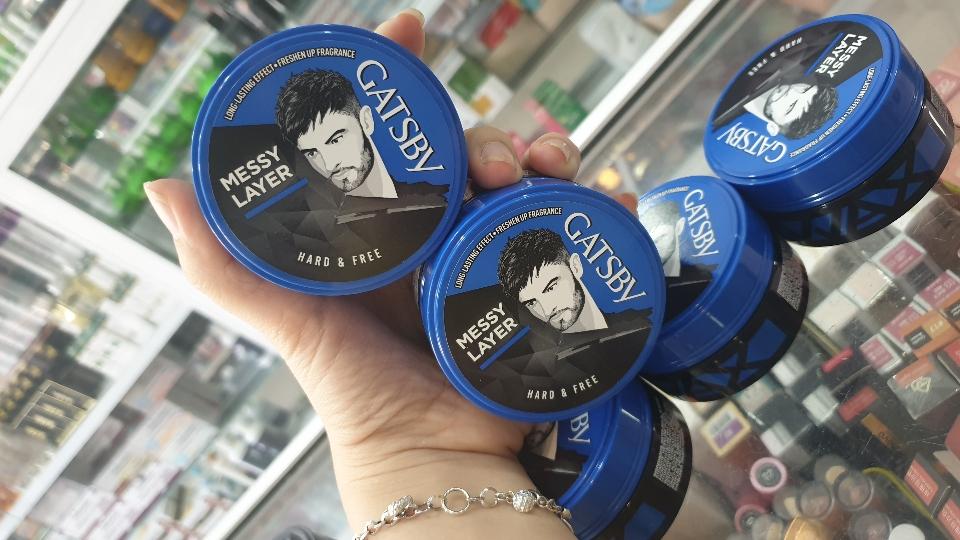 LONG-LASTING EFFECT • FRESHEN UP FRAGRANCE
GATSBY
MESSY
LAYER
HARD & FREE
LONG-LASTING EFFECT • FRESHEN UP FRAGRANCE
GATSBY
MESSY
LAYER
HARD & FREE
GATSBY
HARD & FREE
MESSY
LAYER
LONG-LASTING EFFECT • FRESHEN UP FRAGRANCE
GATSBY